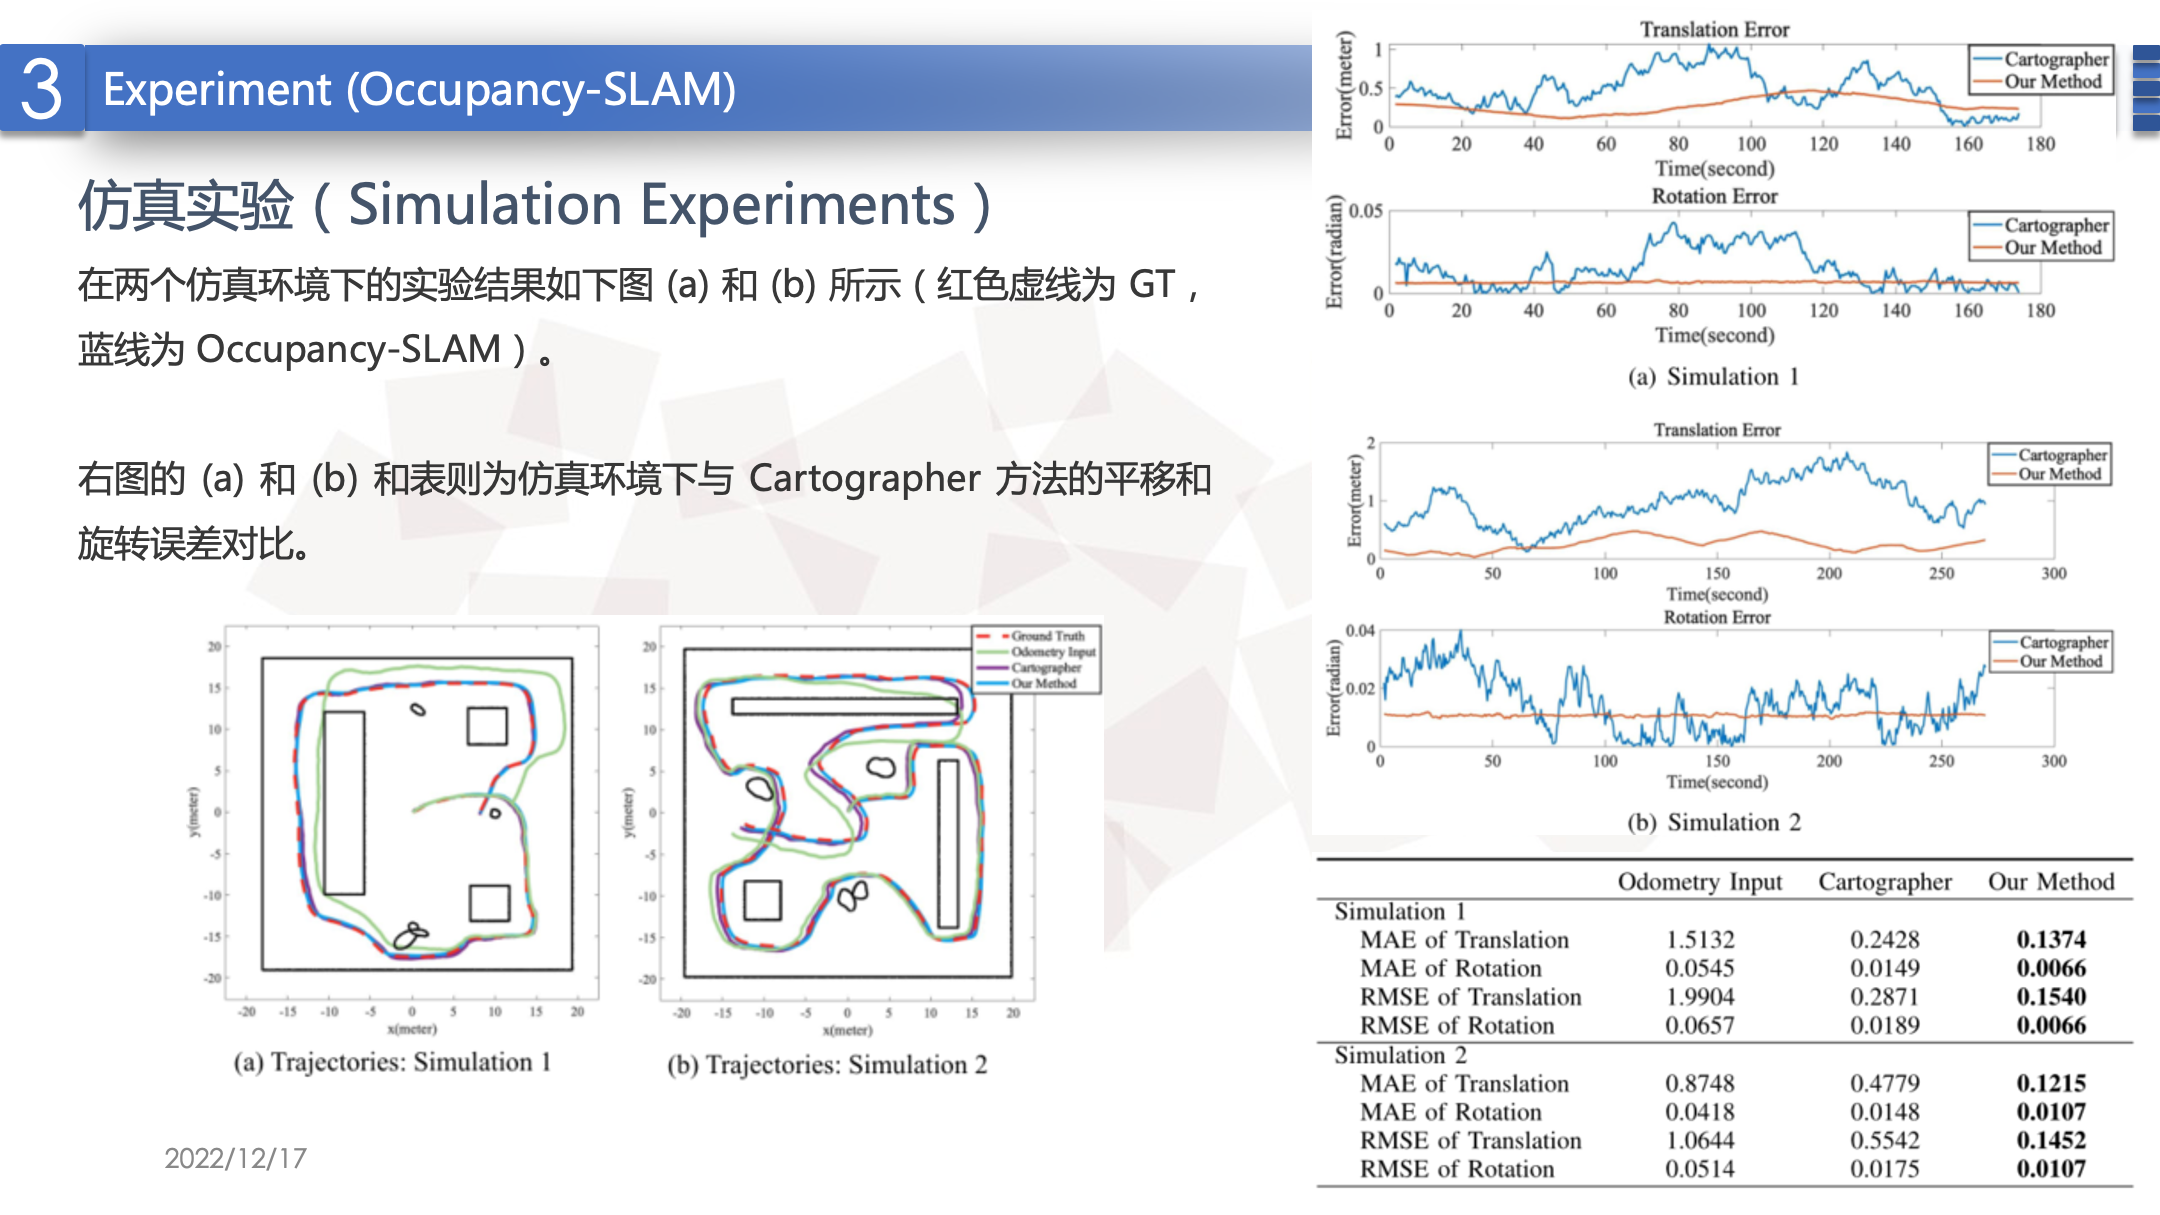 3
Experiment (Occupancy-SLAM)
仿真实验（Simulation Experiments）
在两个仿真环境下的实验结果如下图 (a) 和 (b) 所示（红色虚线为 GT，
蓝线为 Occupancy-SLAM）。
右图的 (a) 和 (b) 和表则为仿真环境下与 Cartographer 方法的平移和
旋转误差对比。
20
15
10
5
0
-5
-10
-15
-20
y(meter)
-20 -15 -10 -5 0 5 10 15 20
x(meter)
(a) Trajectories: Simulation 1
Ground Truth
Odometry Input
Cartographer
Our Method
20
15
10
5
0
-5
-10
-15
-20
y(meter)
-20 -15 -10 -5 0 5 10 15 20
x(meter)
(b) Trajectories: Simulation 2
2022/12/17
Translation Error
Cartographer
Our Method
Error(meter)
1
0.5
0
0 20 40 60 80 100 120 140 160 180
Time(second)
Rotation Error
Cartographer
Our Method
Error(radian)
0.05
0
0 20 40 60 80 100 120 140 160 180
Time(second)
(a) Simulation 1
Translation Error
Cartographer
Our Method
Error(meter)
2
1
0
0 50 100 150 200 250 300
Time(second)
Rotation Error
Cartographer
Our Method
Error(radian)
0.04
0.02
0
0 50 100 150 200 250 300
Time(second)
(b) Simulation 2
Odometry Input Cartographer Our Method
Simulation 1
MAE of Translation 1.5132 0.2428 0.1374
MAE of Rotation 0.0545 0.0149 0.0066
RMSE of Translation 1.9904 0.2871 0.1540
RMSE of Rotation 0.0657 0.0189 0.0066
Simulation 2
MAE of Translation 0.8748 0.4779 0.1215
MAE of Rotation 0.0418 0.0148 0.0107
RMSE of Translation 1.0644 0.5542 0.1452
RMSE of Rotation 0.0514 0.0175 0.0107